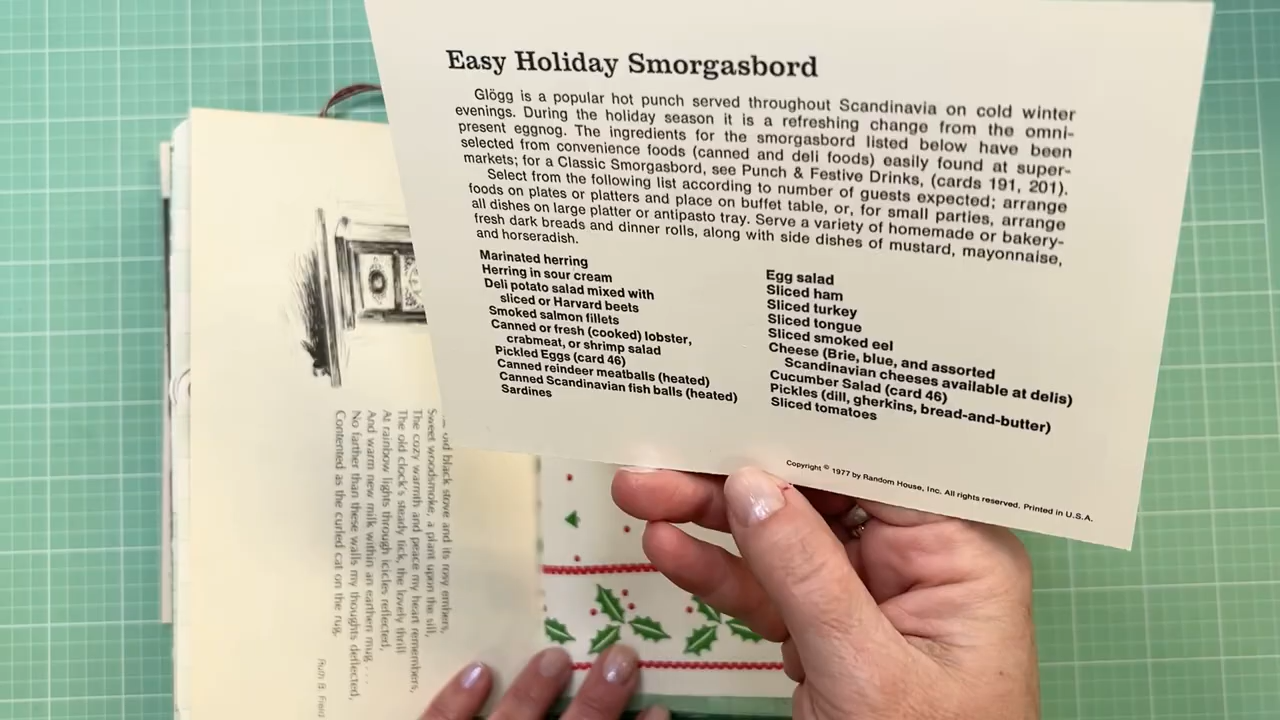 Easy Holiday Smorgasbord
Glögg is a popular hot punch served throughout Scandinavia on cold winter
evenings. During the holiday season it is a refreshing change from the omni-
present eggnog. The ingredients for the smorgasbord listed below have been
selected from convenience foods (canned and deli foods) easily found at super-
markets; for a Classic Smorgasbord, see Punch & Festive Drinks, (cards 191, 201).
Select from the following list according to number of guests expected; arrange
foods on plates or platters and place on buffet table, or, for small parties, arrange
all dishes on large platter or antipasto tray. Serve a variety of homemade or bakery-
fresh dark breads and dinner rolls, along with side dishes of mustard, mayonnaise,
and horseradish.
Marinated herring
Herring in sour cream
Deli potato salad mixed with
sliced or Harvard beets
Smoked salmon fillets
Canned or fresh (cooked) lobster,
crabmeat, or shrimp salad
Pickled Eggs (card 46)
Canned reindeer meatballs (heated)
Canned Scandinavian fish balls (heated)
Sardines
Egg salad
Sliced ham
Sliced turkey
Sliced tongue
Sliced smoked eel
Cheese (Brie, blue, and assorted
Scandinavian cheeses available at delis)
Cucumber Salad (card 46)
Pickles (dill, gherkins, bread-and-butter)
Sliced tomatoes
Copyright © 1977 by Random House, Inc. All rights reserved. Printed in U.S.A.
old black stove and its rosy embers,
Sweet woodsmoke, a plant upon the sill,
The cozy warmth and peace my heart remembers,
The old clock's steady tick, the lovely thrill
At rainbow lights through icicles reflected,
And warm new milk within an earthen mug . . .
No farther than these walls my thoughts deflected,
Contented as the curled cat on the rug.
Ruth B. Field